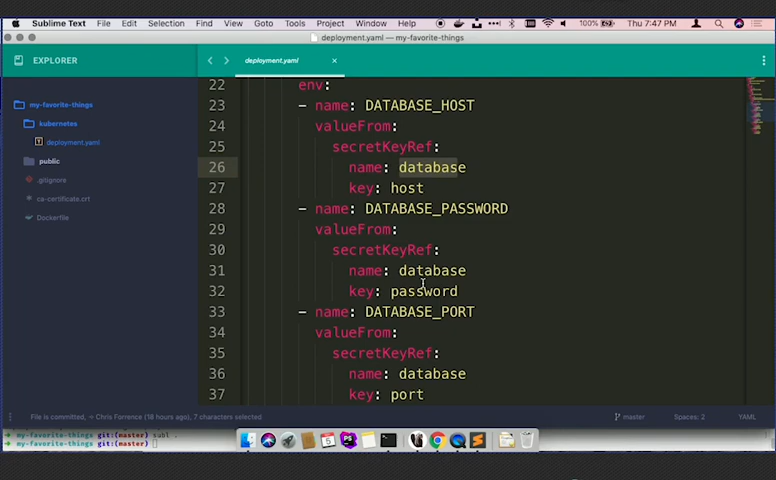 Sublime Text File Edit Selection Find View Goto Tools Project Window Help 100% Thu 7:47 PM
deployment.yaml — my-favorite-things
EXPLORER
deployment.yaml
my-favorite-things
kubernetes
deployment.yaml
public
.gitignore
ca-certificate.crt
Dockerfile
22 env:
23 - name: DATABASE_HOST
24 valueFrom:
25 secretKeyRef:
26 name: database
27 key: host
28 - name: DATABASE_PASSWORD
29 valueFrom:
30 secretKeyRef:
31 name: database
32 key: password
33 - name: DATABASE_PORT
34 valueFrom:
35 secretKeyRef:
36 name: database
37 key: port
File is committed, Chris Ferrence (18 hours ago), 7 characters selected master Spaces: 2 YAML
my-favorite-things git:(master) subl .
my-favorite-things git:(master)